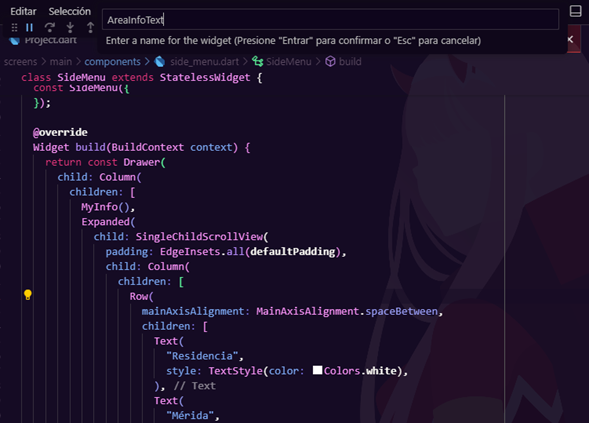 Editar Selección
AreaInfoText
Enter a name for the widget (Presione "Entrar" para confirmar o "Esc" para cancelar)
Project.dart
screens > main > components > side_menu.dart > SideMenu > build
class SideMenu extends StatelessWidget {
const SideMenu({
});
@override
Widget build(BuildContext context) {
return const Drawer(
child: Column(
children: [
MyInfo(),
Expanded(
child: SingleChildScrollView(
padding: EdgeInsets.all(defaultPadding),
child: Column(
children: [
Row(
mainAxisAlignment: MainAxisAlignment.spaceBetween,
children: [
Text(
"Residencia",
style: TextStyle(color: Colors.white),
), // Text
Text(
"Mérida",